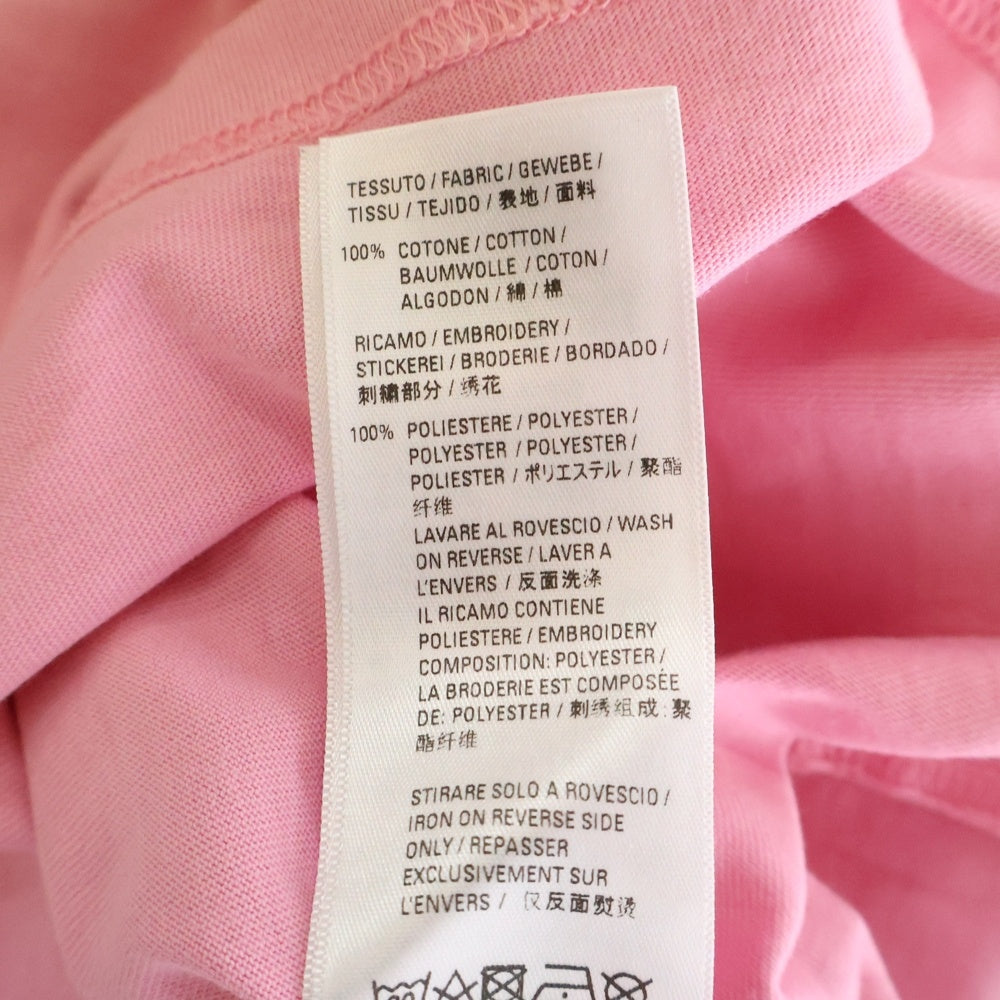 TESSUTO / FABRIC / GEWEBE /
TISSU / TEJIDO / 表地 / 面料
100% COTONE / COTTON /
BAUMWOLLE / COTON /
ALGODON / 綿 / 棉
RICAMO / EMBROIDERY /
STICKEREI / BRODERIE / BORDADO /
刺繍部分 / 绣花
100% POLIESTERE / POLYESTER /
POLYESTER / POLYESTER /
POLIESTER / ポリエステル / 聚酯
纤维
LAVARE AL ROVESCIO / WASH
ON REVERSE / LAVER A
L'ENVERS / 反面洗涤
IL RICAMO CONTIENE
POLIESTERE / EMBROIDERY
COMPOSITION: POLYESTER /
LA BRODERIE EST COMPOSÉE
DE: POLYESTER / 刺绣组成: 聚
酯纤维
STIRARE SOLO A ROVESCIO /
IRON ON REVERSE SIDE
ONLY / REPASSER
EXCLUSIVEMENT SUR
L'ENVERS / 仅反面熨烫